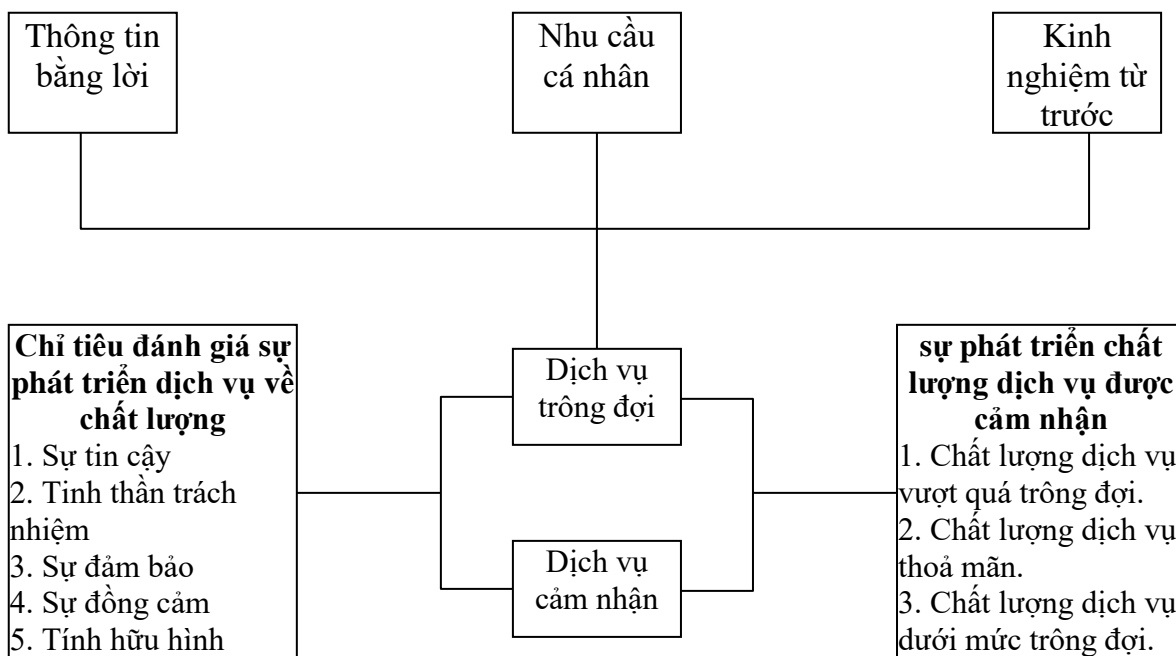 Thông tin
bằng lời
Nhu cầu
cá nhân
Kinh
nghiệm từ
trước
Chỉ tiêu đánh giá sự
phát triển dịch vụ về
chất lượng
1. Sự tin cậy
2. Tinh thần trách
nhiệm
3. Sự đảm bảo
4. Sự đồng cảm
5. Tính hữu hình
Dịch vụ
trông đợi
Dịch vụ
cảm nhận
sự phát triển chất
lượng dịch vụ được
cảm nhận
1. Chất lượng dịch vụ
vượt quá trông đợi.
2. Chất lượng dịch vụ
thoả mãn.
3. Chất lượng dịch vụ
dưới mức trông đợi.